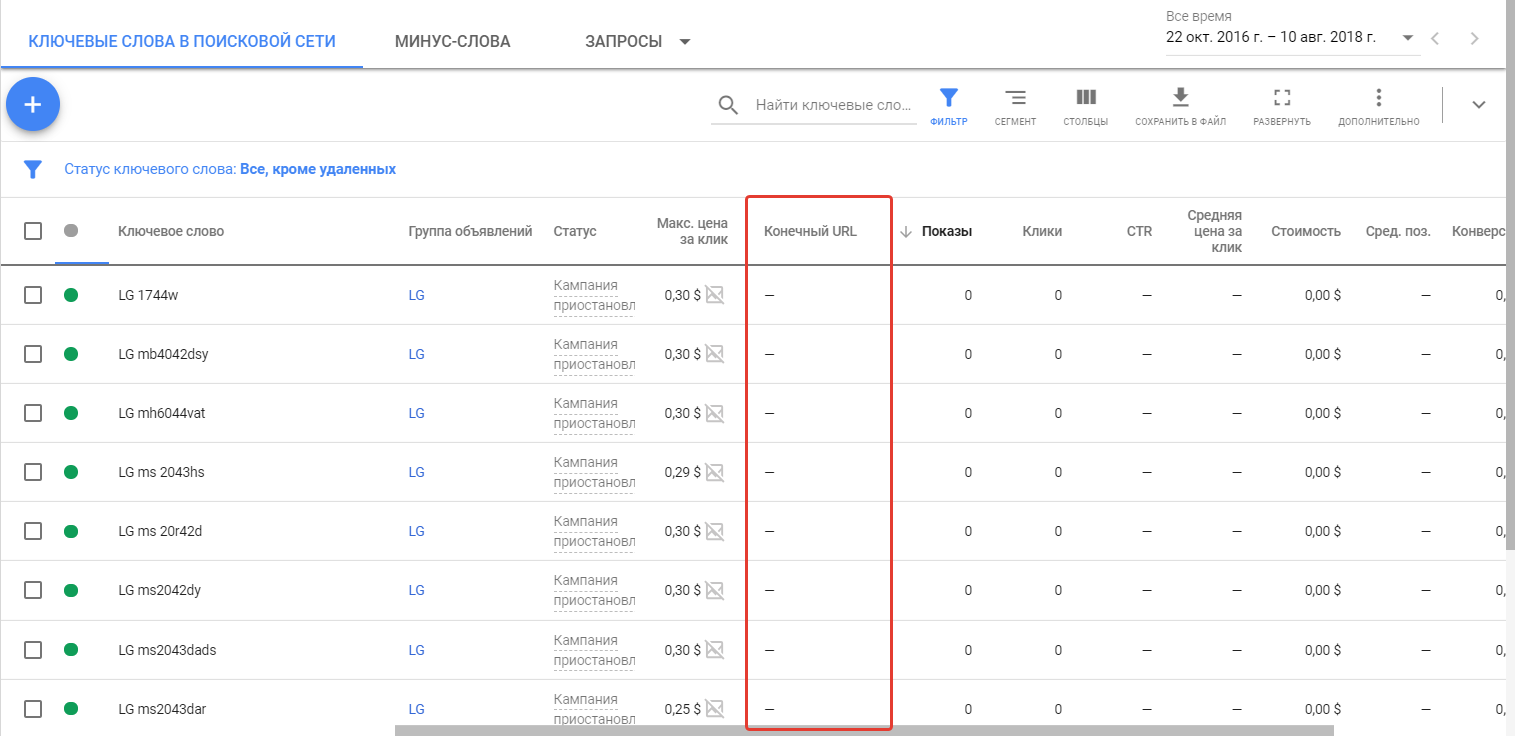 КЛЮЧЕВЫЕ СЛОВА В ПОИСКОВОЙ СЕТИ МИНУС-СЛОВА ЗАПРОСЫ
Все время
22 окт. 2016 г. – 10 авг. 2018 г.
Найти ключевые сло...
ФИЛЬТР СЕГМЕНТ СТОЛБЦЫ СОХРАНИТЬ В ФАЙЛ РАЗВЕРНУТЬ ДОПОЛНИТЕЛЬНО
Статус ключевого слова: Все, кроме удаленных
Ключевое слово Группа объявлений Статус Макс. цена за клик Конечный URL Показы Клики CTR Средняя цена за клик Стоимость Сред. поз. Конверс
LG 1744w LG Кампания приостановл 0,30 $ — 0 0 — — 0,00 $ — 0,
LG mb4042dsy LG Кампания приостановл 0,30 $ — 0 0 — — 0,00 $ — 0,
LG mh6044vat LG Кампания приостановл 0,30 $ — 0 0 — — 0,00 $ — 0,
LG ms 2043hs LG Кампания приостановл 0,29 $ — 0 0 — — 0,00 $ — 0,
LG ms 20r42d LG Кампания приостановл 0,30 $ — 0 0 — — 0,00 $ — 0,
LG ms2042dy LG Кампания приостановл 0,30 $ — 0 0 — — 0,00 $ — 0,
LG ms2043dads LG Кампания приостановл 0,30 $ — 0 0 — — 0,00 $ — 0,
LG ms2043dar LG Кампания приостановл 0,25 $ — 0 0 — — 0,00 $ — 0,